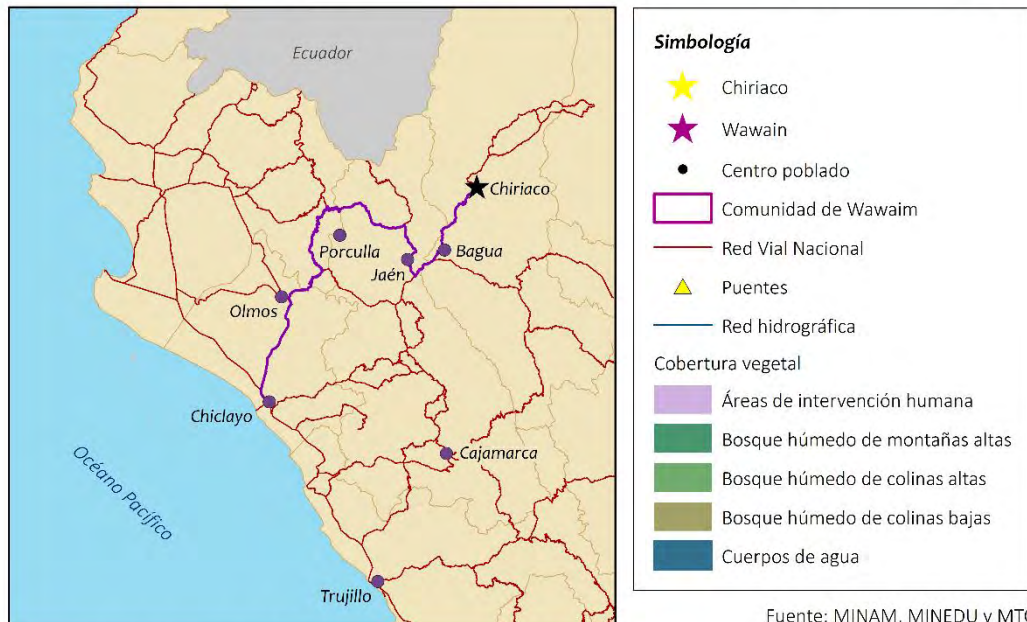 Ecuador
Chiriaco
Porculla
Bagua
Jaén
Olmos
Chiclayo
Cajamarca
Océano Pacífico
Trujillo
Simbología
Chiriaco
Wawain
Centro poblado
Comunidad de Wawaim
Red Vial Nacional
Puentes
Red hidrográfica
Cobertura vegetal
Áreas de intervención humana
Bosque húmedo de montañas altas
Bosque húmedo de colinas altas
Bosque húmedo de colinas bajas
Cuerpos de agua
Fuente: MINAM, MINEDU y MTC